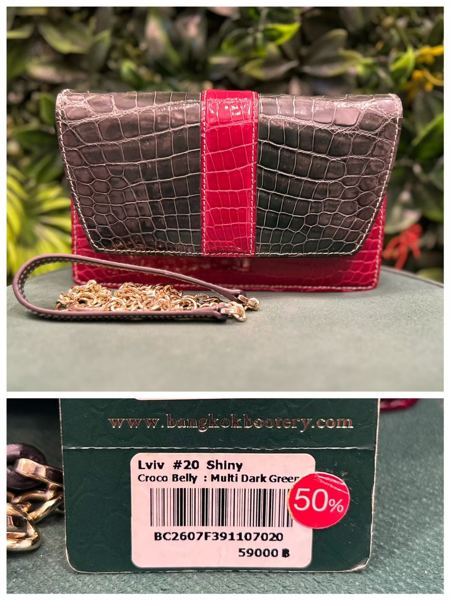 www.bangkokbootery.com
Lviv #20 Shiny
Croco Belly : Multi Dark Green
50%
BC2607F391107020
59000 ฿